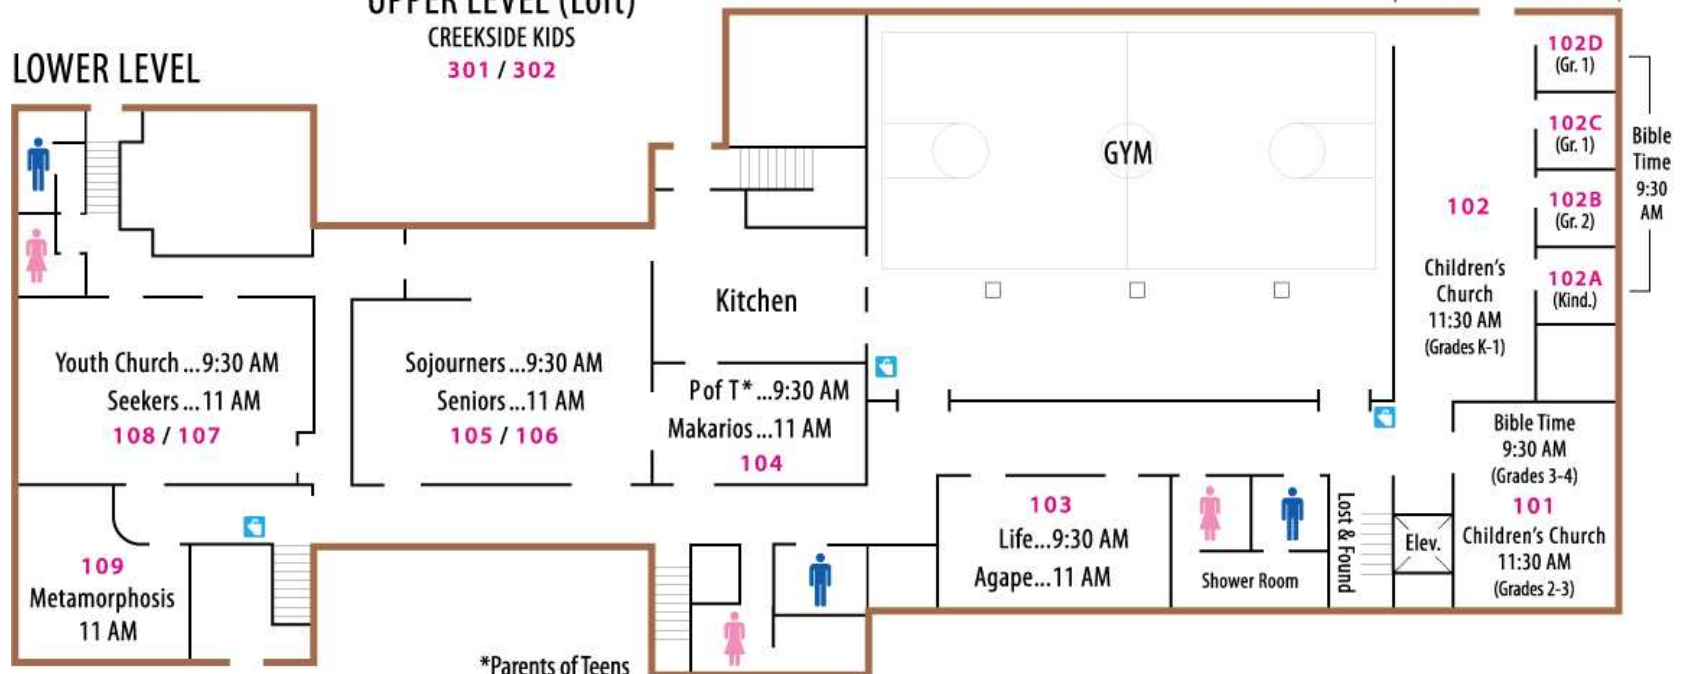 UPPER LEVEL (Loft)
CREEKSIDE KIDS
301 / 302
LOWER LEVEL
GYM
Kitchen
102D
(Gr. 1)
102C
(Gr. 1)
102B
(Gr. 2)
102A
(Kind.)
Bible
Time
9:30
AM
102
Children's
Church
11:30 AM
(Grades K-1)
Youth Church ...9:30 AM
Seekers ...11 AM
108 / 107
Sojourners...9:30 AM
Seniors...11 AM
105 / 106
P of T* ...9:30 AM
Makarios...11 AM
104
103
Life...9:30 AM
Agape...11 AM
Shower Room
Lost & Found
Elev.
Bible Time
9:30 AM
(Grades 3-4)
101
Children's Church
11:30 AM
(Grades 2-3)
109
Metamorphosis
11 AM
*Parents of Teens